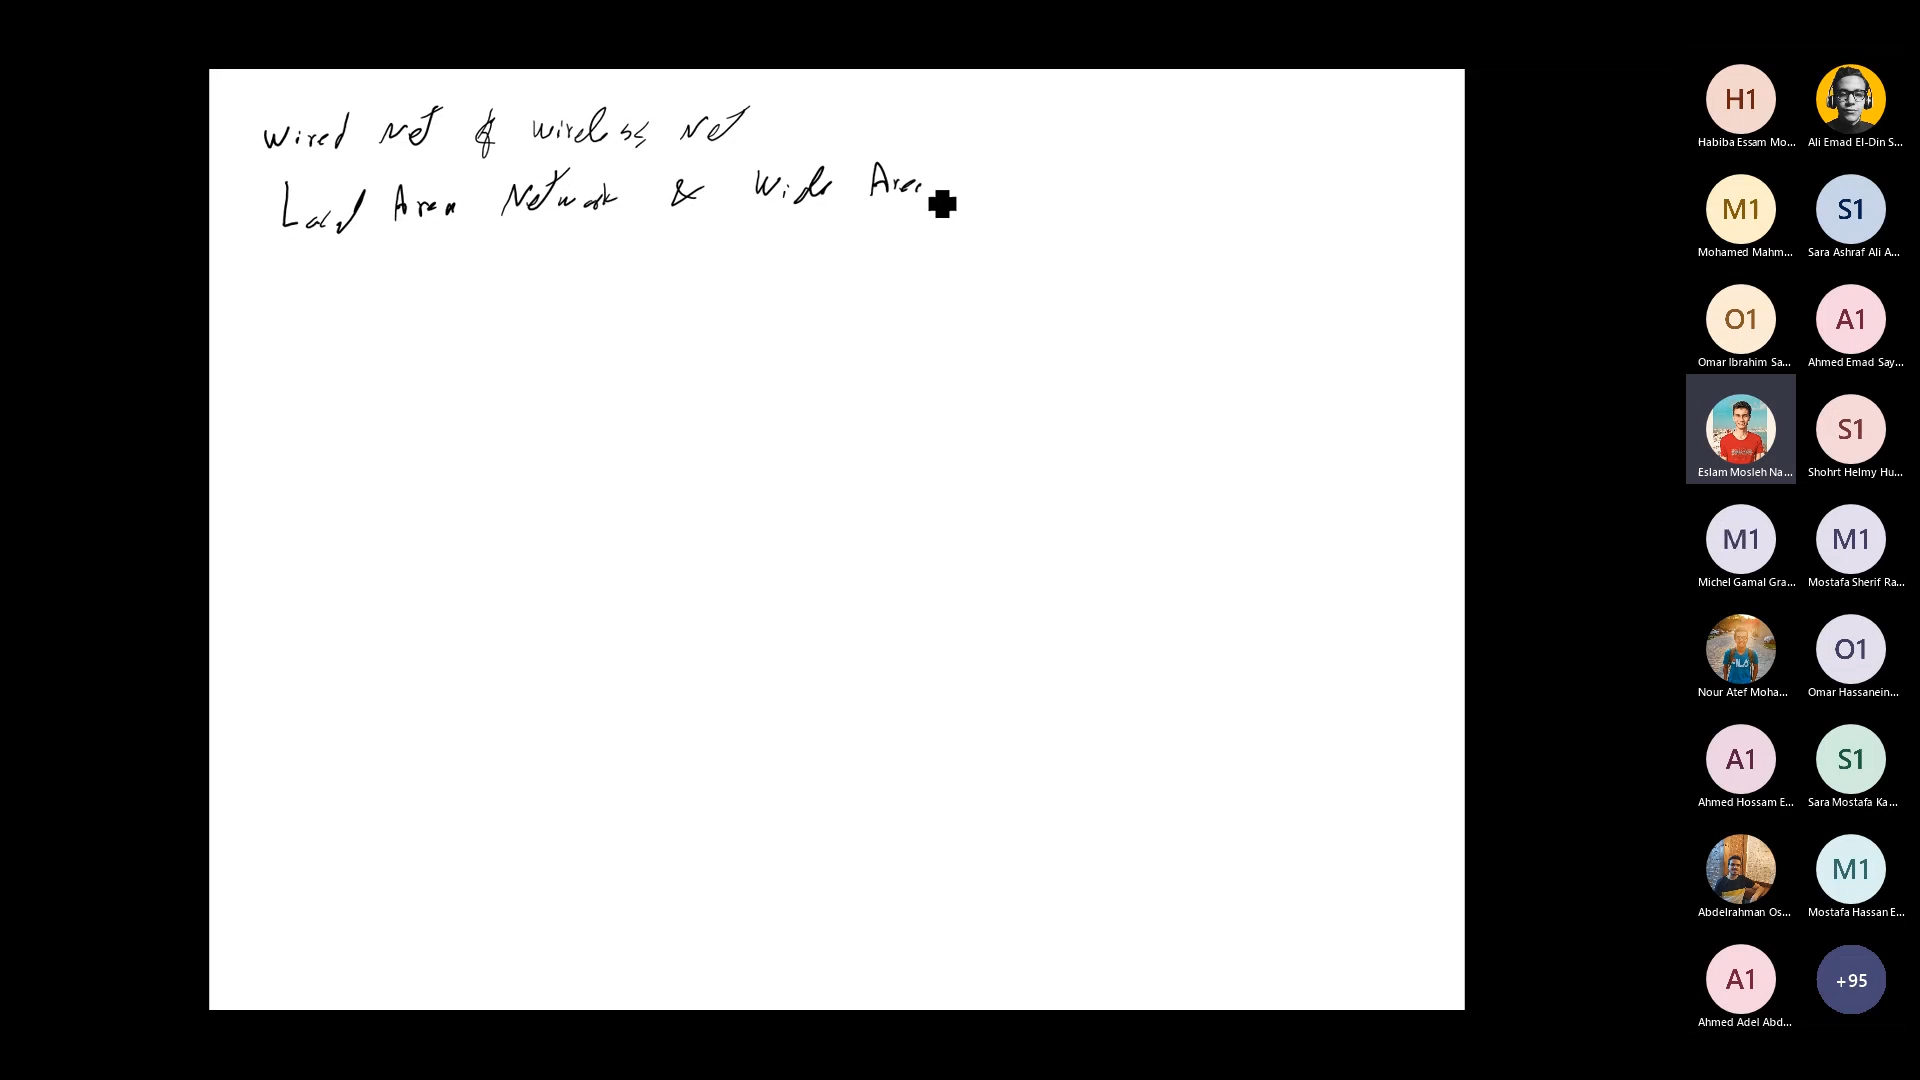 wired Net & wireless Net
Local Area Network & Wide Area
H1
Habiba Essam Mo...
Ali Emad El-Din S...
M1
Mohamed Mahm...
S1
Sara Ashraf Ali A...
O1
Omar Ibrahim Sa...
A1
Ahmed Emad Say...
Eslam Mosleh Na...
S1
Shohrt Helmy Hu...
M1
Michel Gamal Gra...
M1
Mostafa Sherif Ra...
Nour Atef Moha...
O1
Omar Hassanein...
A1
Ahmed Hossam E...
S1
Sara Mostafa Ka...
Abdelrahman Os...
M1
Mostafa Hassan E...
A1
Ahmed Adel Abd...
+95